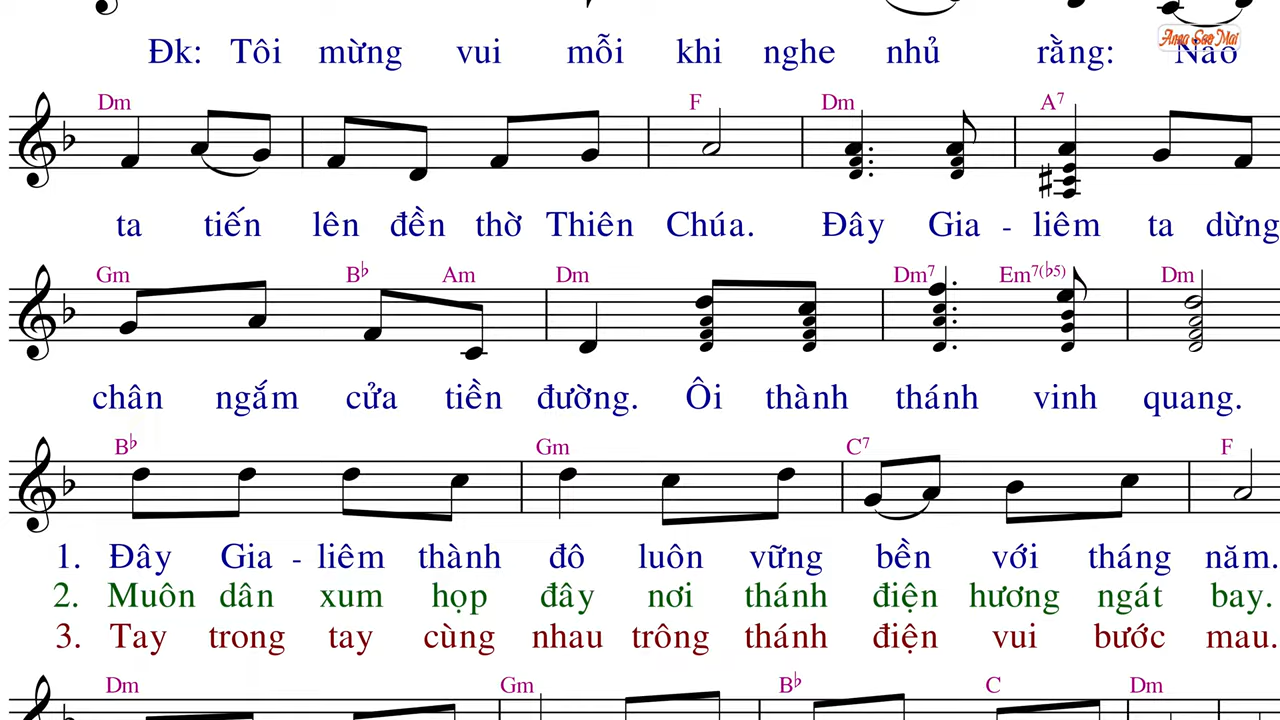 Đk: Tôi mừng vui mỗi khi nghe nhủ rằng: Nào
Anna Sao Mai
Dm F Dm A7
ta tiến lên đền thờ Thiên Chúa. Đây Gia - liêm ta dừng
Gm B♭ Am Dm Dm7 Em7(♭5) Dm
chân ngắm cửa tiền đường. Ôi thành thánh vinh quang.
B♭ Gm C7 F
1. Đây Gia - liêm thành đô luôn vững bền với tháng năm.
2. Muôn dân xum họp đây nơi thánh điện hương ngát bay.
3. Tay trong tay cùng nhau trông thánh điện vui bước mau.
Dm Gm B♭ C Dm